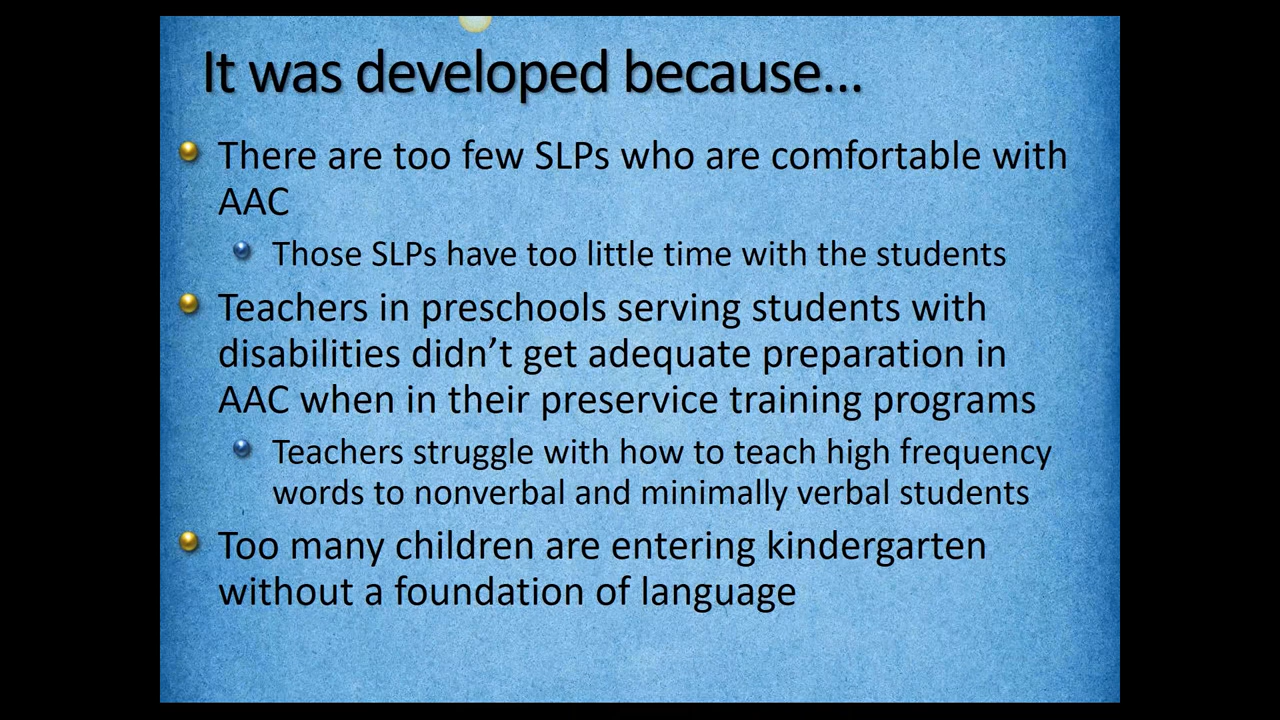 It was developed because...
There are too few SLPs who are comfortable with
AAC
Those SLPs have too little time with the students
Teachers in preschools serving students with
disabilities didn’t get adequate preparation in
AAC when in their preservice training programs
Teachers struggle with how to teach high frequency
words to nonverbal and minimally verbal students
Too many children are entering kindergarten
without a foundation of language